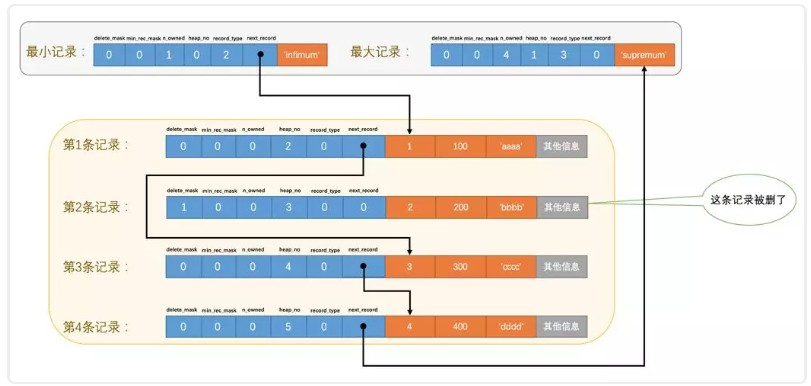 delete_mask min_rec_mask n_owned heap_no record_type next_record
最小记录： 0 0 1 0 2 'infimum'
delete_mask min_rec_mask n_owned heap_no record_type next_record
最大记录： 0 0 4 1 3 0 'supremum'
delete_mask min_rec_mask n_owned heap_no record_type next_record
第1条记录： 0 0 0 2 0 1 100 'aaaa' 其他信息
delete_mask min_rec_mask n_owned heap_no record_type next_record
第2条记录： 1 0 0 3 0 0 2 200 'bbbb' 其他信息
这条记录被删了
delete_mask min_rec_mask n_owned heap_no record_type next_record
第3条记录： 0 0 0 4 0 3 300 'cccc' 其他信息
delete_mask min_rec_mask n_owned heap_no record_type next_record
第4条记录： 0 0 0 5 0 4 400 'dddd' 其他信息